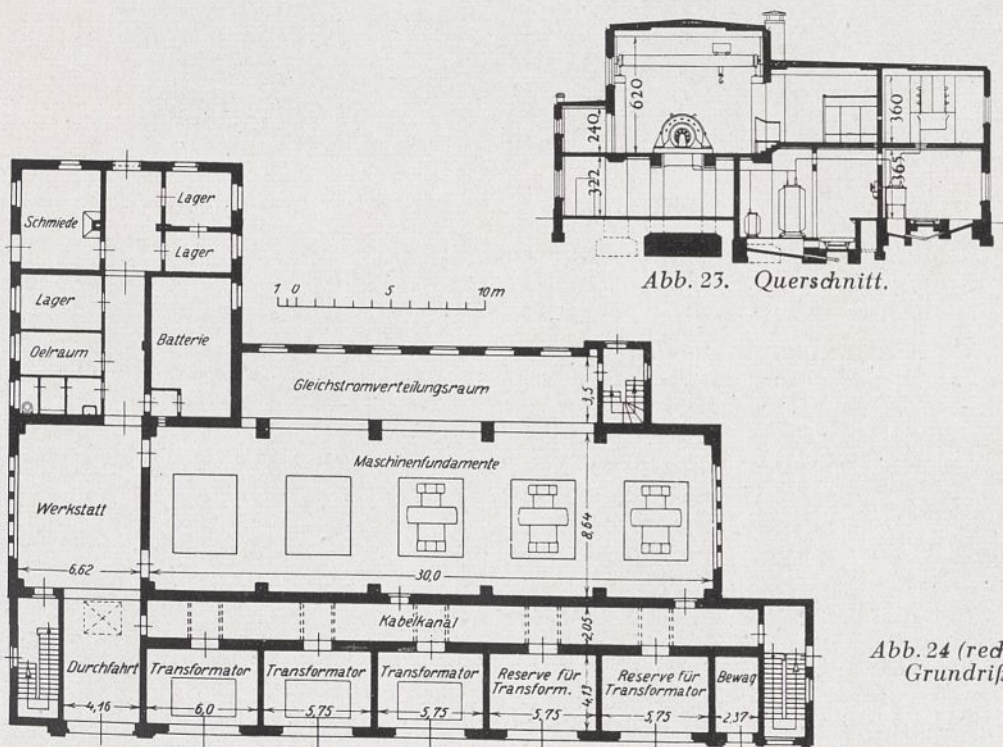 620
240
322
360
365
Abb. 23. Querschnitt.
Schmiede
Lager
Lager
Lager
Oelraum
Batterie
1 0 5 10 m
Gleichstromverteilungsraum
3,5
Maschinenfundamente
8,64
Werkstatt
6,62
30,0
Kabelkanal
2,05
Durchfahrt
4,16
Transformator
6,0
Transformator
5,75
Transformator
5,75
Reserve für
Transform.
5,75
4,13
Reserve für
Transformator
5,75
Bewag
2,37
Abb. 24 (rech
Grundriß